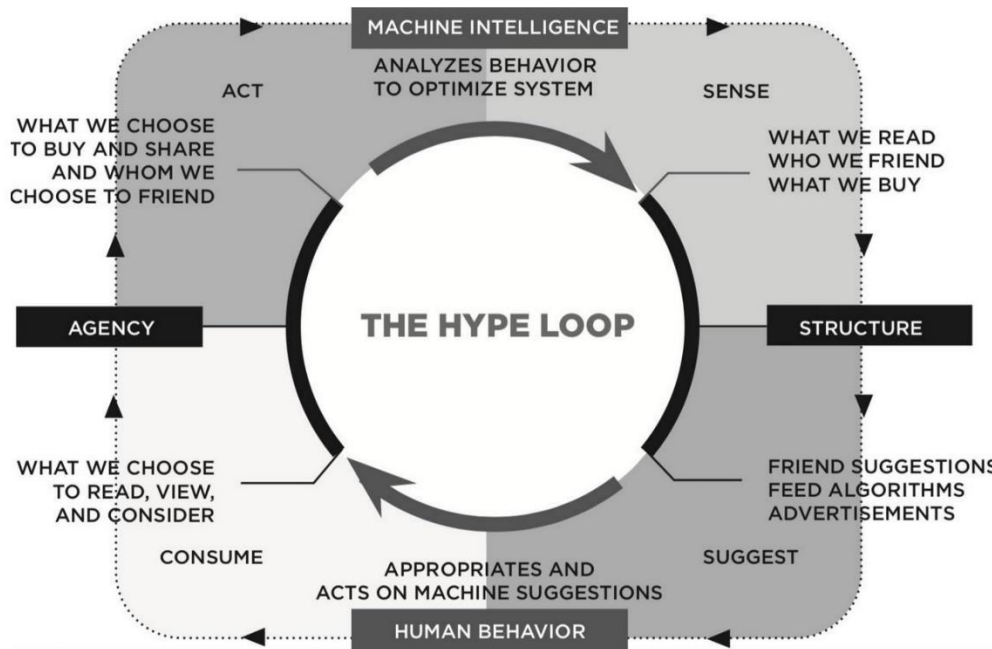 MACHINE INTELLIGENCE
ANALYZES BEHAVIOR
TO OPTIMIZE SYSTEM
ACT
SENSE
WHAT WE CHOOSE
TO BUY AND SHARE
AND WHOM WE
CHOOSE TO FRIEND
WHAT WE READ
WHO WE FRIEND
WHAT WE BUY
AGENCY
THE HYPE LOOP
STRUCTURE
WHAT WE CHOOSE
TO READ, VIEW,
AND CONSIDER
FRIEND SUGGESTIONS
FEED ALGORITHMS
ADVERTISEMENTS
CONSUME
SUGGEST
APPROPRIATES AND
ACTS ON MACHINE SUGGESTIONS
HUMAN BEHAVIOR